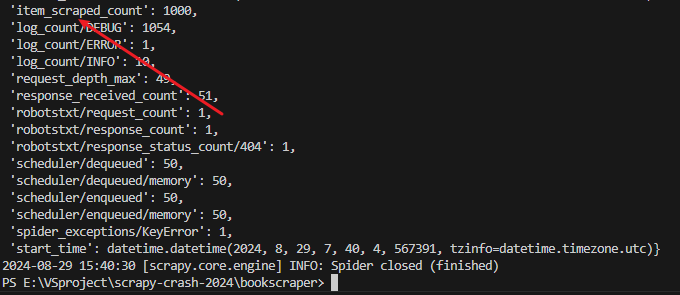 'item_scraped_count': 1000,
'log_count/DEBUG': 1054,
'log_count/ERROR': 1,
'log_count/INFO': 10,
'request_depth_max': 49,
'response_received_count': 51,
'robotstxt/request_count': 1,
'robotstxt/response_count': 1,
'robotstxt/response_status_count/404': 1,
'scheduler/dequeued': 50,
'scheduler/dequeued/memory': 50,
'scheduler/enqueued': 50,
'scheduler/enqueued/memory': 50,
'spider_exceptions/KeyError': 1,
'start_time': datetime.datetime(2024, 8, 29, 7, 40, 4, 567391, tzinfo=datetime.timezone.utc)}
2024-08-29 15:40:30 [scrapy.core.engine] INFO: Spider closed (finished)
PS E:\VSproject\scrapy-crash-2024\bookscraper>